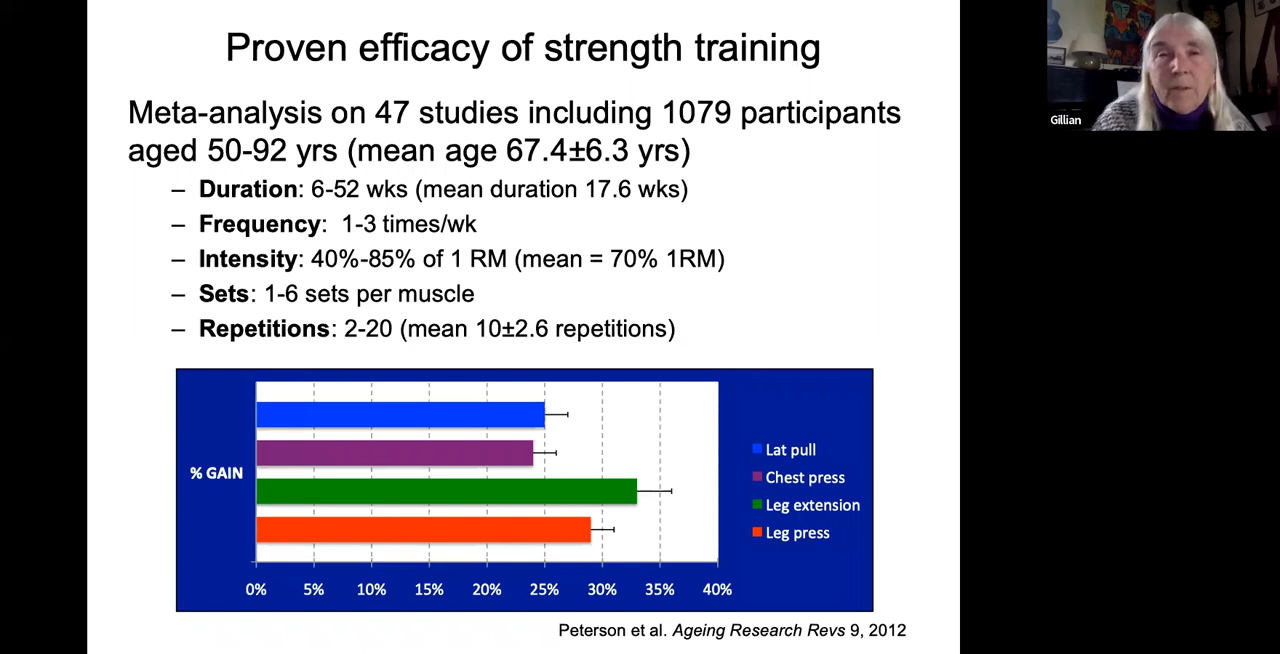 Proven efficacy of strength training
Meta-analysis on 47 studies including 1079 participants
aged 50-92 yrs (mean age 67.4±6.3 yrs)
– Duration: 6-52 wks (mean duration 17.6 wks)
– Frequency:  1-3 times/wk
– Intensity: 40%-85% of 1 RM (mean = 70% 1RM)
– Sets: 1-6 sets per muscle
– Repetitions: 2-20 (mean 10±2.6 repetitions)
% GAIN
Lat pull
Chest press
Leg extension
Leg press
0% 5% 10% 15% 20% 25% 30% 35% 40%
Peterson et al. Ageing Research Revs 9, 2012
Gillian